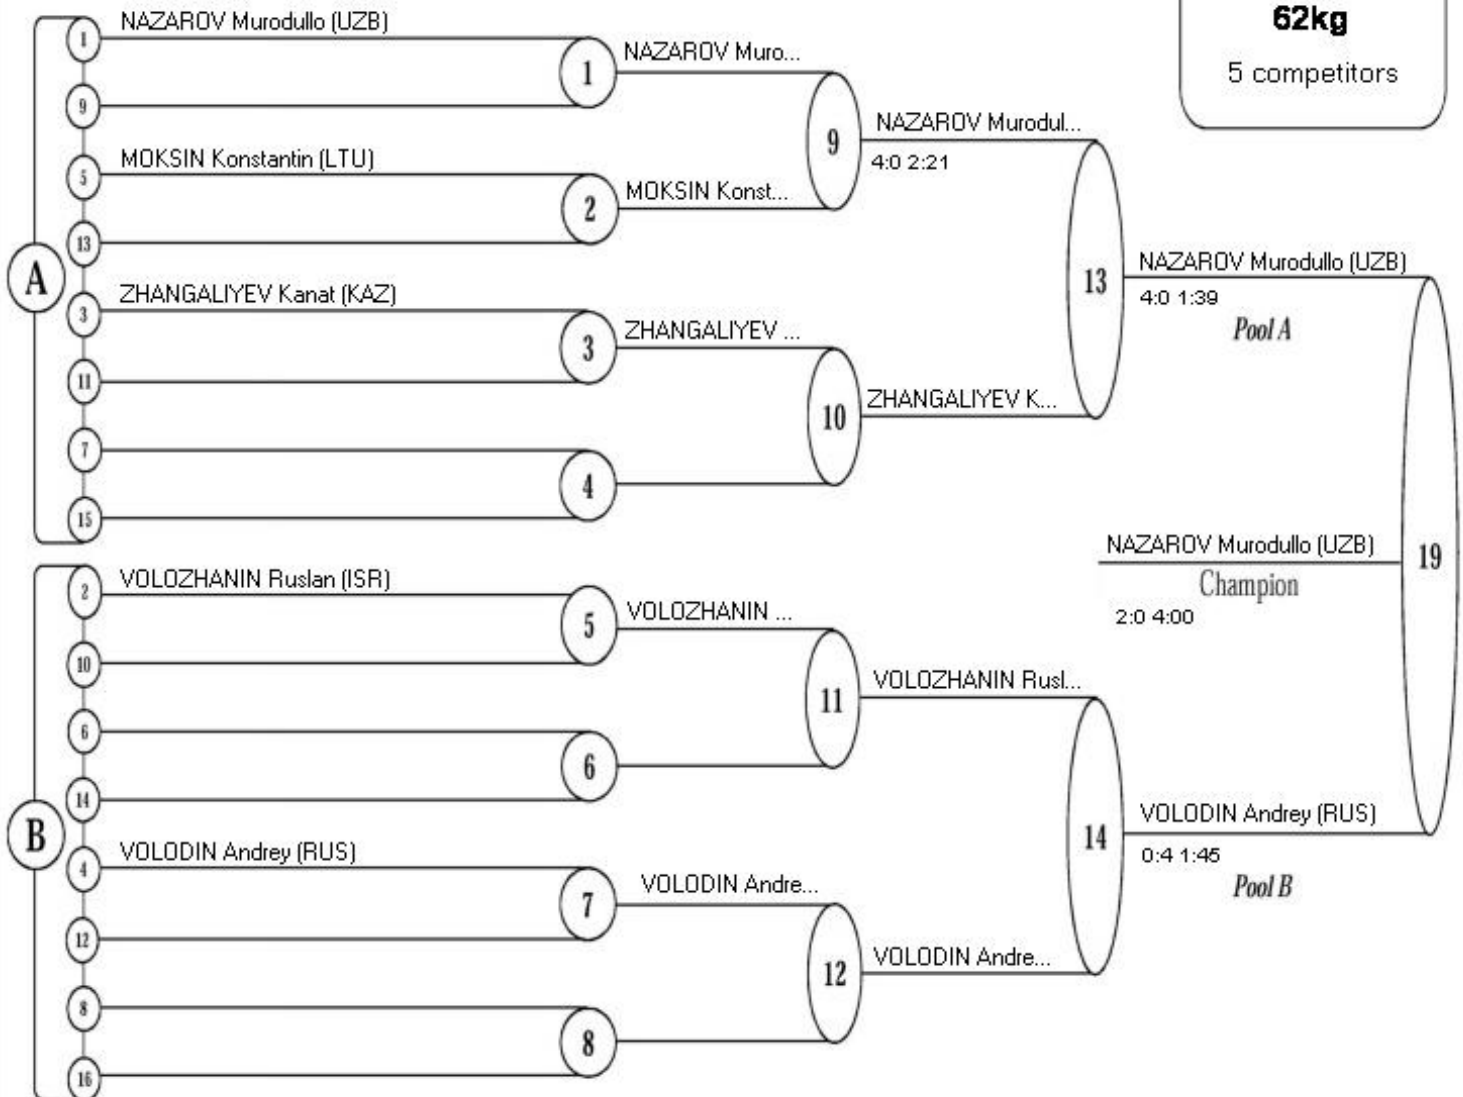 62kg
5 competitors
NAZAROV Murodullo (UZB)
1
9
1
NAZAROV Muro...
MOKSIN Konstantin (LTU)
5
13
2
MOKSIN Konst...
9
NAZAROV Murodul...
4:0 2:21
A
ZHANGALIYEV Kanat (KAZ)
3
11
3
ZHANGALIYEV ...
7
15
4
10
ZHANGALIYEV K...
13
NAZAROV Murodullo (UZB)
4:0 1:39
Pool A
NAZAROV Murodullo (UZB)
Champion
2:0 4:00
19
VOLOZHANIN Ruslan (ISR)
2
10
5
VOLOZHANIN ...
6
14
6
11
VOLOZHANIN Rusl...
B
VOLODIN Andrey (RUS)
4
12
7
VOLODIN Andre...
8
16
8
12
VOLODIN Andre...
14
VOLODIN Andrey (RUS)
0:4 1:45
Pool B